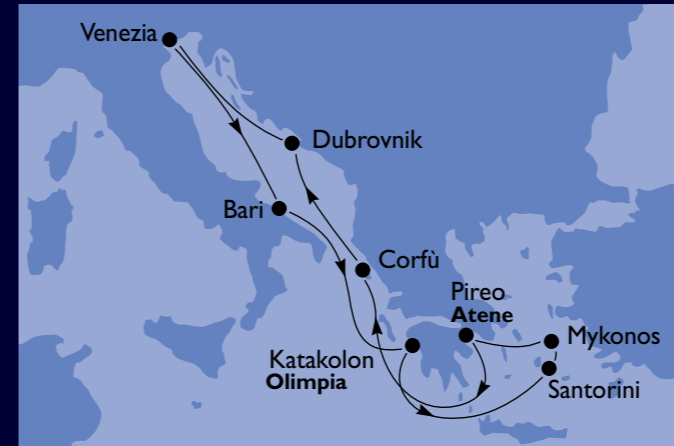 Venezia
Dubrovnik
Bari
Corfù
Pireo
Atene
Mykonos
Katakolon
Olimpia
Santorini